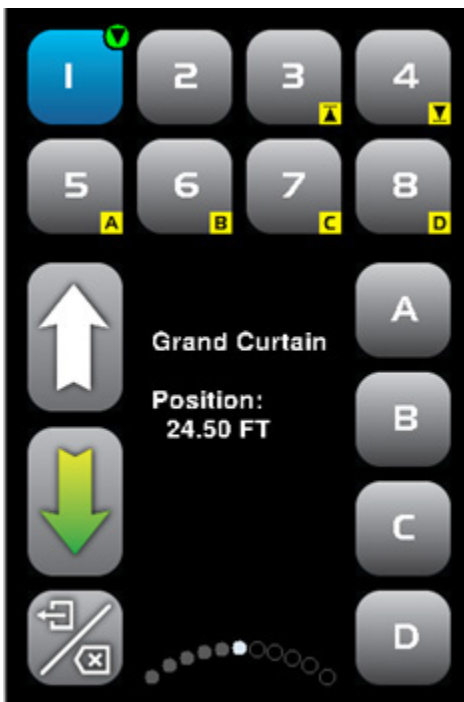 1 2 3 4
5 A 6 B 7 C 8 D
A
Grand Curtain
Position:
24.50 FT
B
C
D